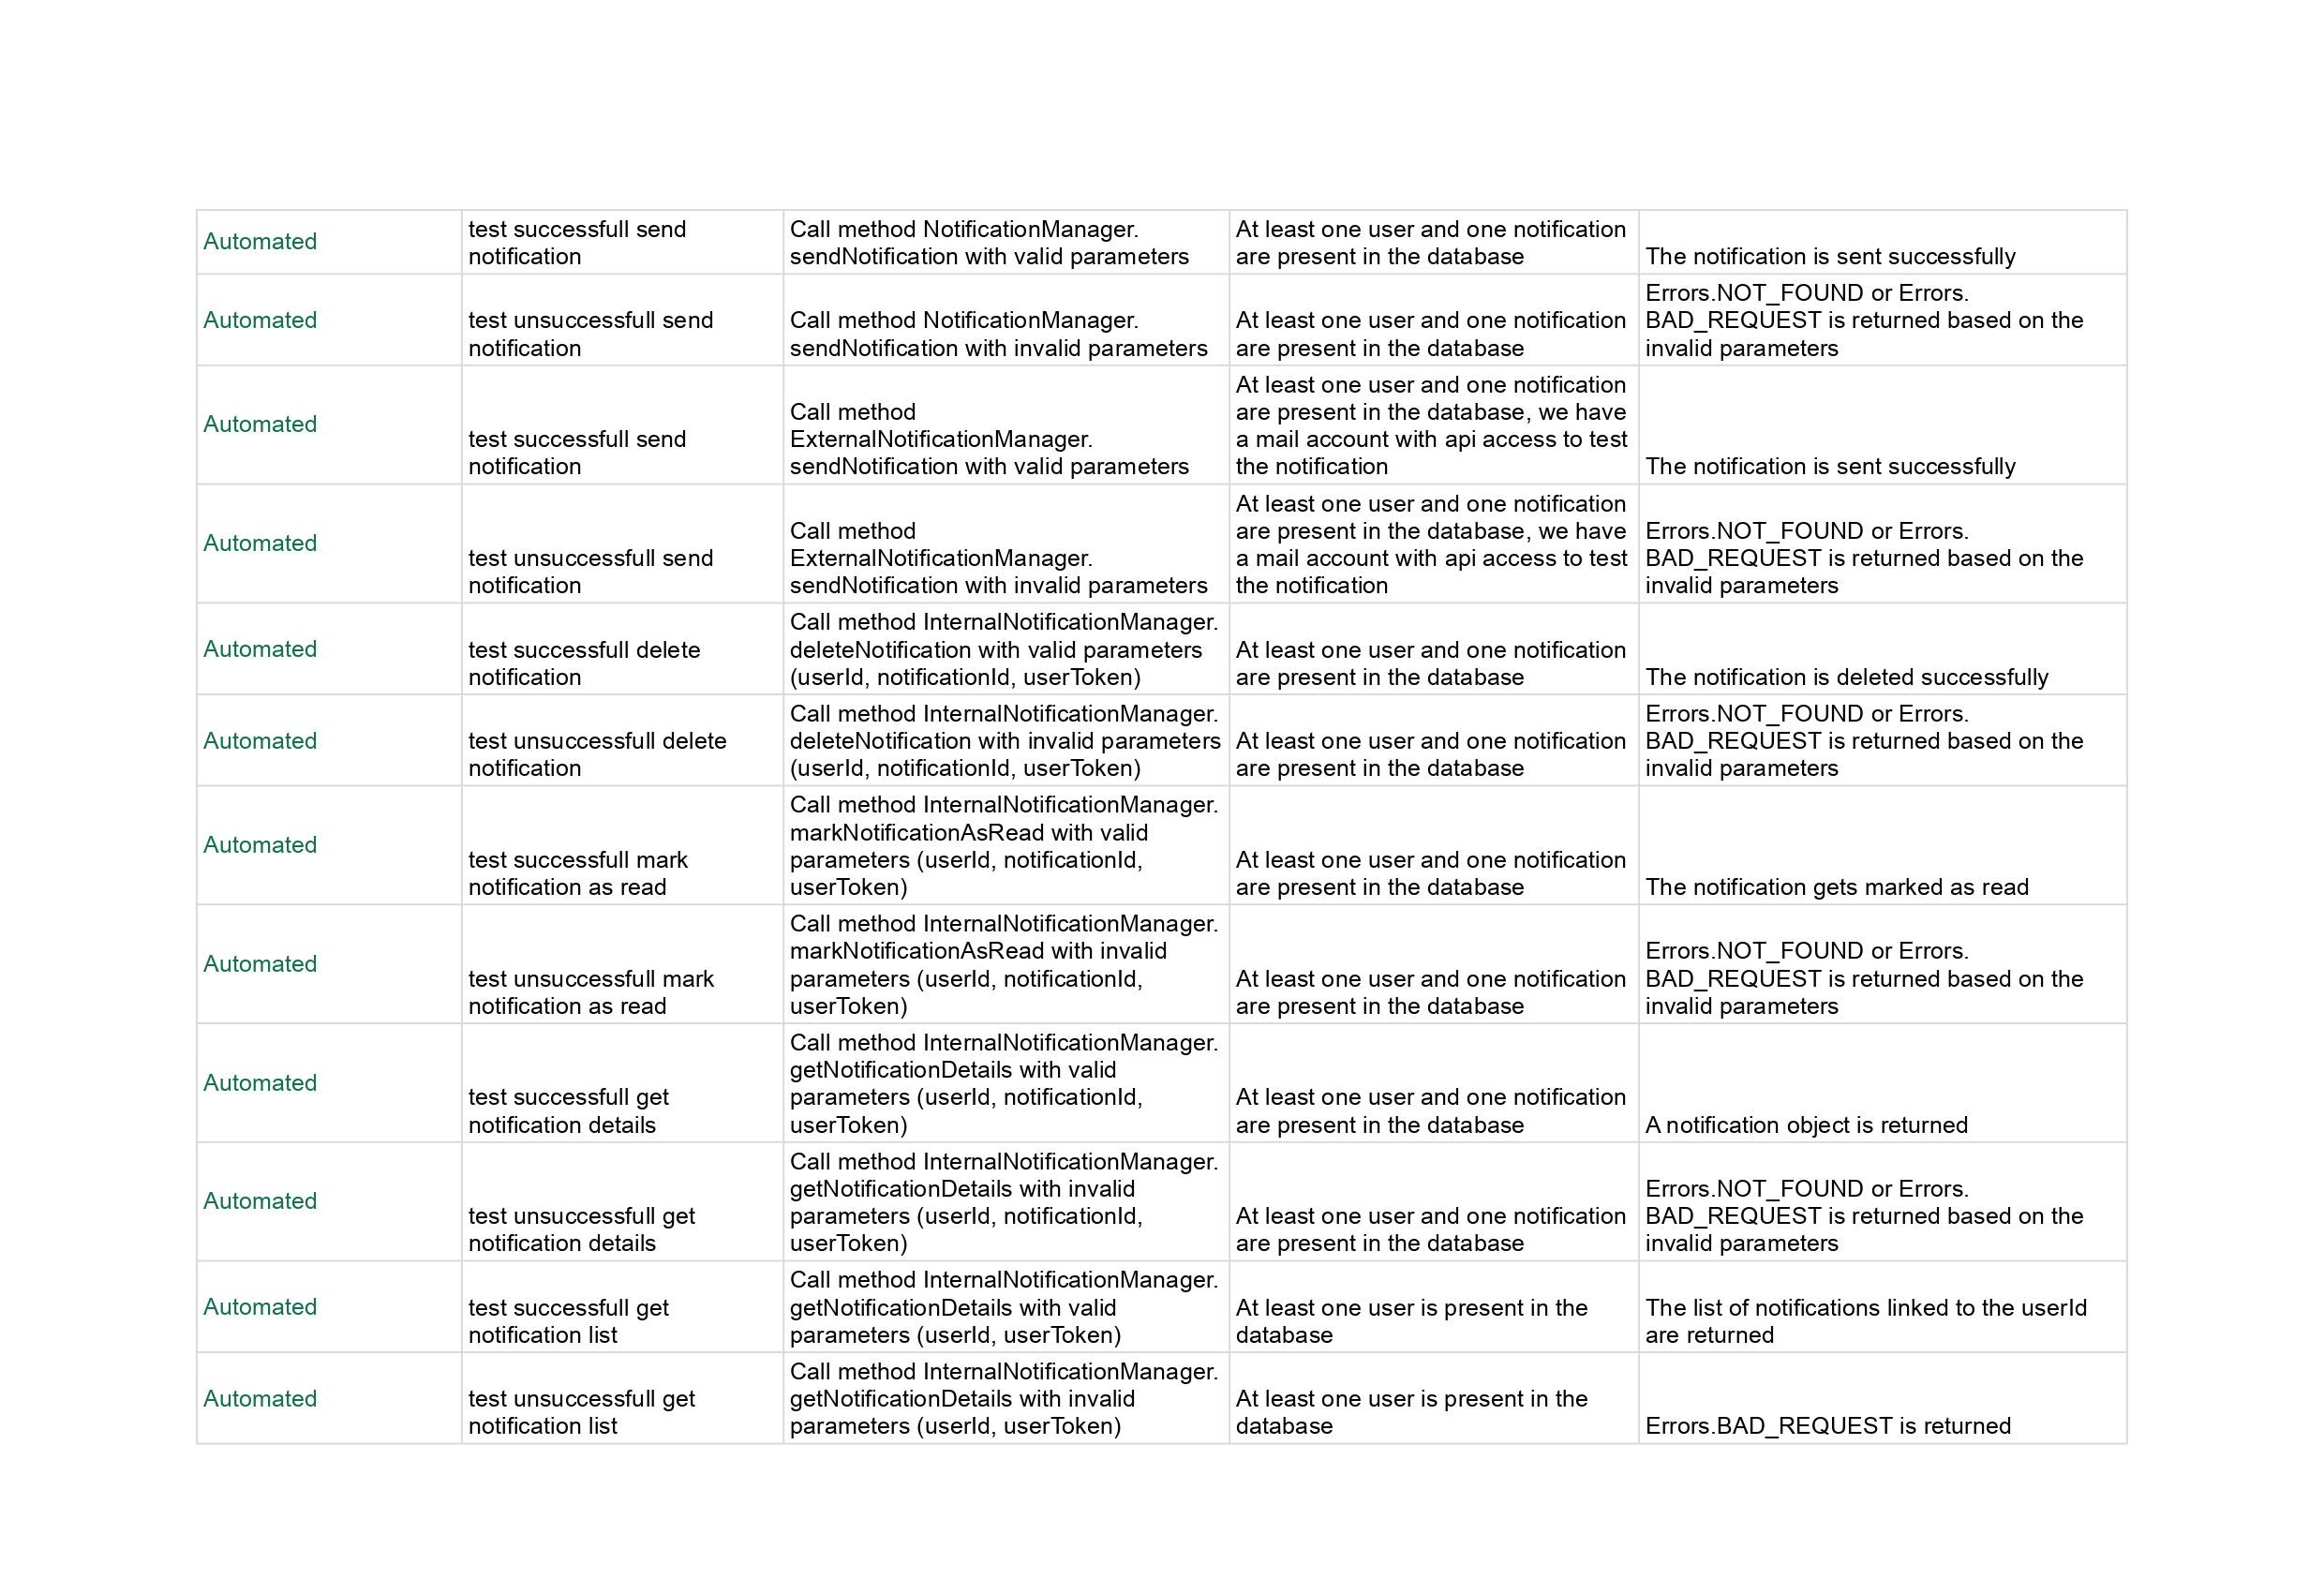 Automated
test successfull send
notification
Call method NotificationManager.
sendNotification with valid parameters
At least one user and one notification
are present in the database
The notification is sent successfully
Automated
test unsuccessfull send
notification
Call method NotificationManager.
sendNotification with invalid parameters
At least one user and one notification
are present in the database
Errors.NOT_FOUND or Errors.
BAD_REQUEST is returned based on the
invalid parameters
Automated
test successfull send
notification
Call method
ExternalNotificationManager.
sendNotification with valid parameters
At least one user and one notification
are present in the database, we have
a mail account with api access to test
the notification
The notification is sent successfully
Automated
test unsuccessfull send
notification
Call method
ExternalNotificationManager.
sendNotification with invalid parameters
At least one user and one notification
are present in the database, we have
a mail account with api access to test
the notification
Errors.NOT_FOUND or Errors.
BAD_REQUEST is returned based on the
invalid parameters
Automated
test successfull delete
notification
Call method InternalNotificationManager.
deleteNotification with valid parameters
(userId, notificationId, userToken)
At least one user and one notification
are present in the database
The notification is deleted successfully
Automated
test unsuccessfull delete
notification
Call method InternalNotificationManager.
deleteNotification with invalid parameters
(userId, notificationId, userToken)
At least one user and one notification
are present in the database
Errors.NOT_FOUND or Errors.
BAD_REQUEST is returned based on the
invalid parameters
Automated
test successfull mark
notification as read
Call method InternalNotificationManager.
markNotificationAsRead with valid
parameters (userId, notificationId,
userToken)
At least one user and one notification
are present in the database
The notification gets marked as read
Automated
test unsuccessfull mark
notification as read
Call method InternalNotificationManager.
markNotificationAsRead with invalid
parameters (userId, notificationId,
userToken)
At least one user and one notification
are present in the database
Errors.NOT_FOUND or Errors.
BAD_REQUEST is returned based on the
invalid parameters
Automated
test successfull get
notification details
Call method InternalNotificationManager.
getNotificationDetails with valid
parameters (userId, notificationId,
userToken)
At least one user and one notification
are present in the database
A notification object is returned
Automated
test unsuccessfull get
notification details
Call method InternalNotificationManager.
getNotificationDetails with invalid
parameters (userId, notificationId,
userToken)
At least one user and one notification
are present in the database
Errors.NOT_FOUND or Errors.
BAD_REQUEST is returned based on the
invalid parameters
Automated
test successfull get
notification list
Call method InternalNotificationManager.
getNotificationDetails with valid
parameters (userId, userToken)
At least one user is present in the
database
The list of notifications linked to the userId
are returned
Automated
test unsuccessfull get
notification list
Call method InternalNotificationManager.
getNotificationDetails with invalid
parameters (userId, userToken)
At least one user is present in the
database
Errors.BAD_REQUEST is returned